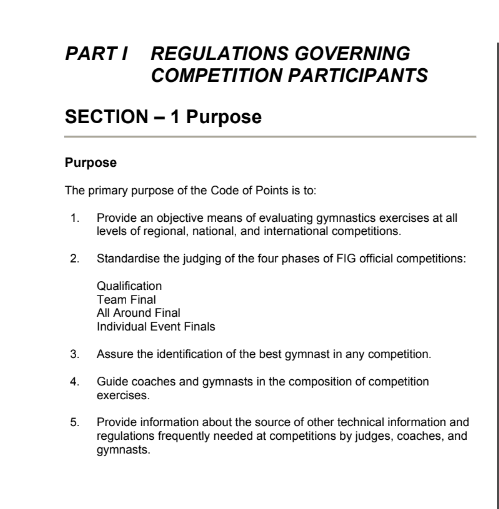 PART I REGULATIONS GOVERNING
COMPETITION PARTICIPANTS
SECTION – 1 Purpose
Purpose
The primary purpose of the Code of Points is to:
1. Provide an objective means of evaluating gymnastics exercises at all
levels of regional, national, and international competitions.
2. Standardise the judging of the four phases of FIG official competitions:
Qualification
Team Final
All Around Final
Individual Event Finals
3. Assure the identification of the best gymnast in any competition.
4. Guide coaches and gymnasts in the composition of competition
exercises.
5. Provide information about the source of other technical information and
regulations frequently needed at competitions by judges, coaches, and
gymnasts.